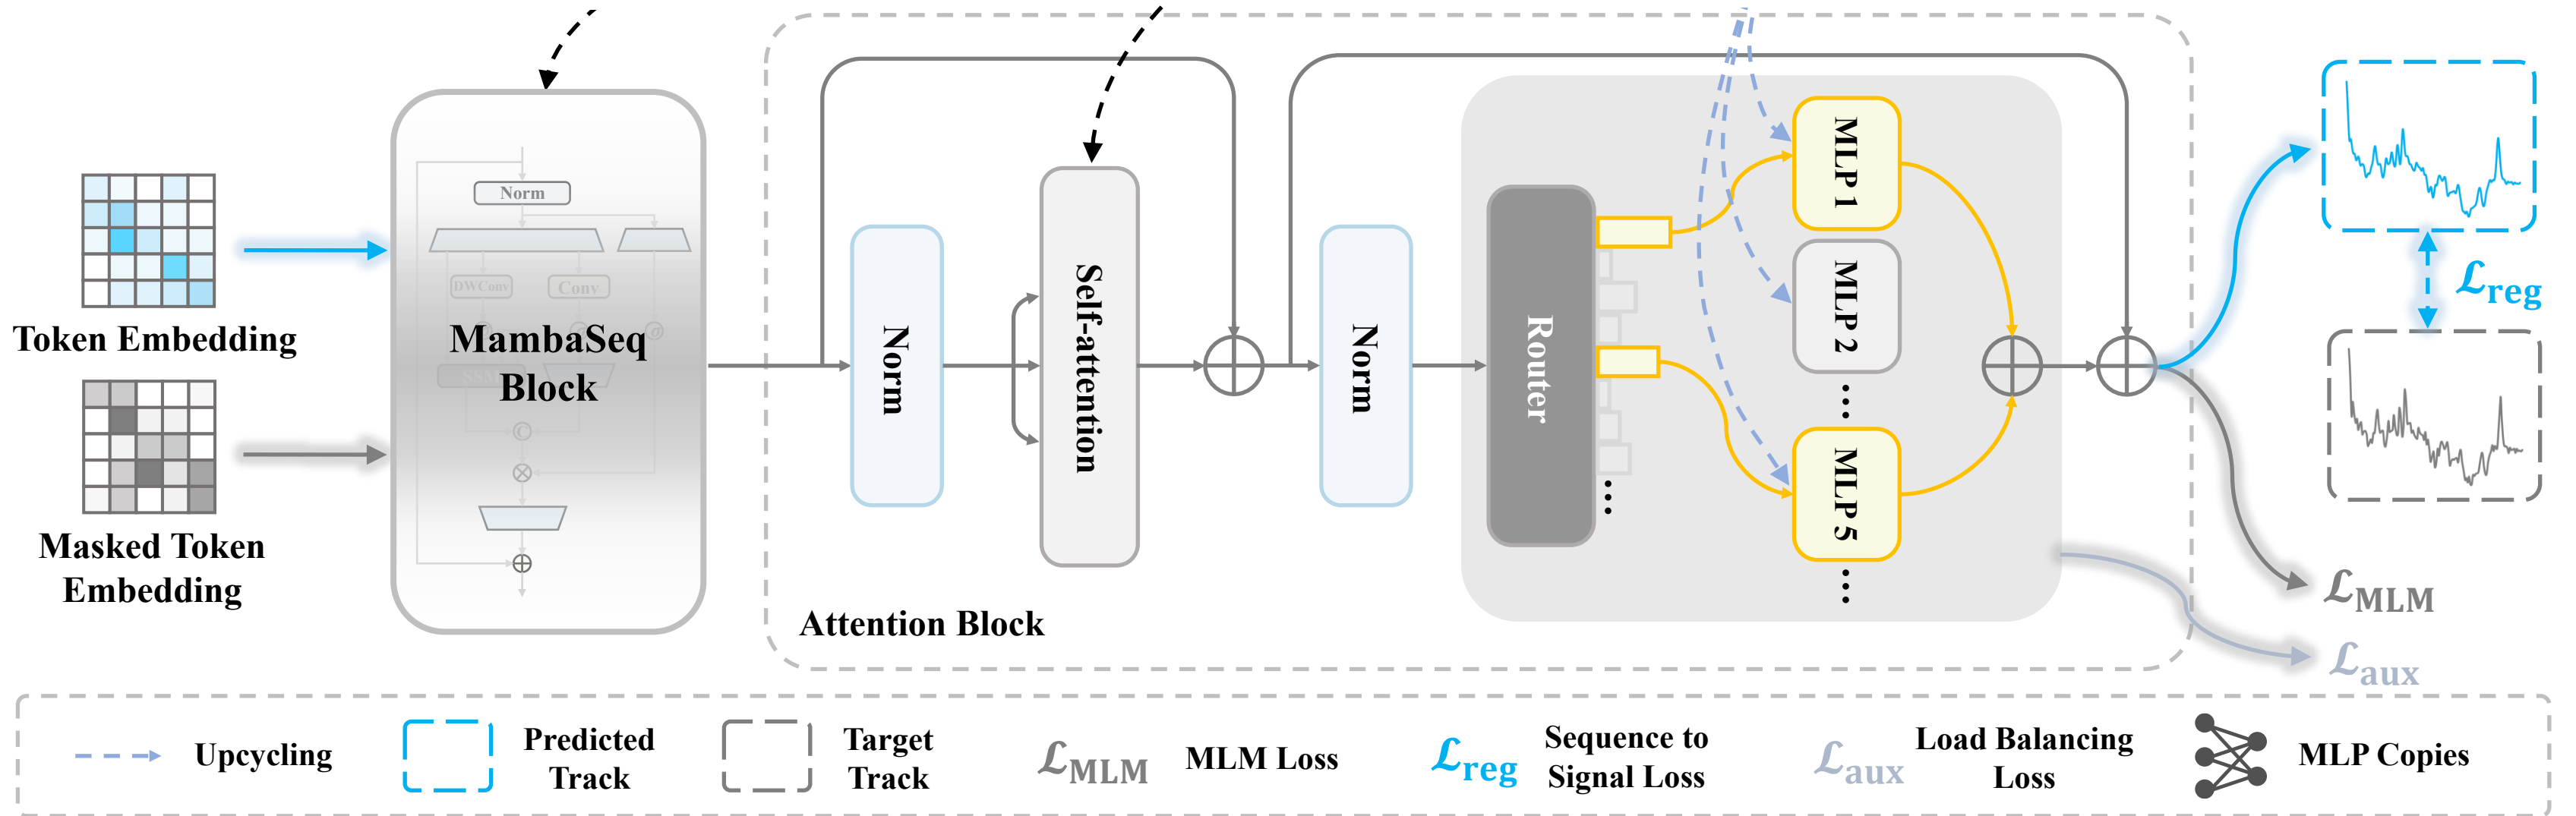 Token Embedding
Masked Token
Embedding
Norm
DWConv
Conv
MambaSeq
Block
Norm
Self-attention
Norm
Router
MLP 1
MLP 2
...
MLP 5
...
...
Attention Block
ℒreg
ℒMLM
ℒaux
Upcycling
Predicted
Track
Target
Track
ℒMLM
MLM Loss
ℒreg
Sequence to
Signal Loss
ℒaux
Load Balancing
Loss
MLP Copies